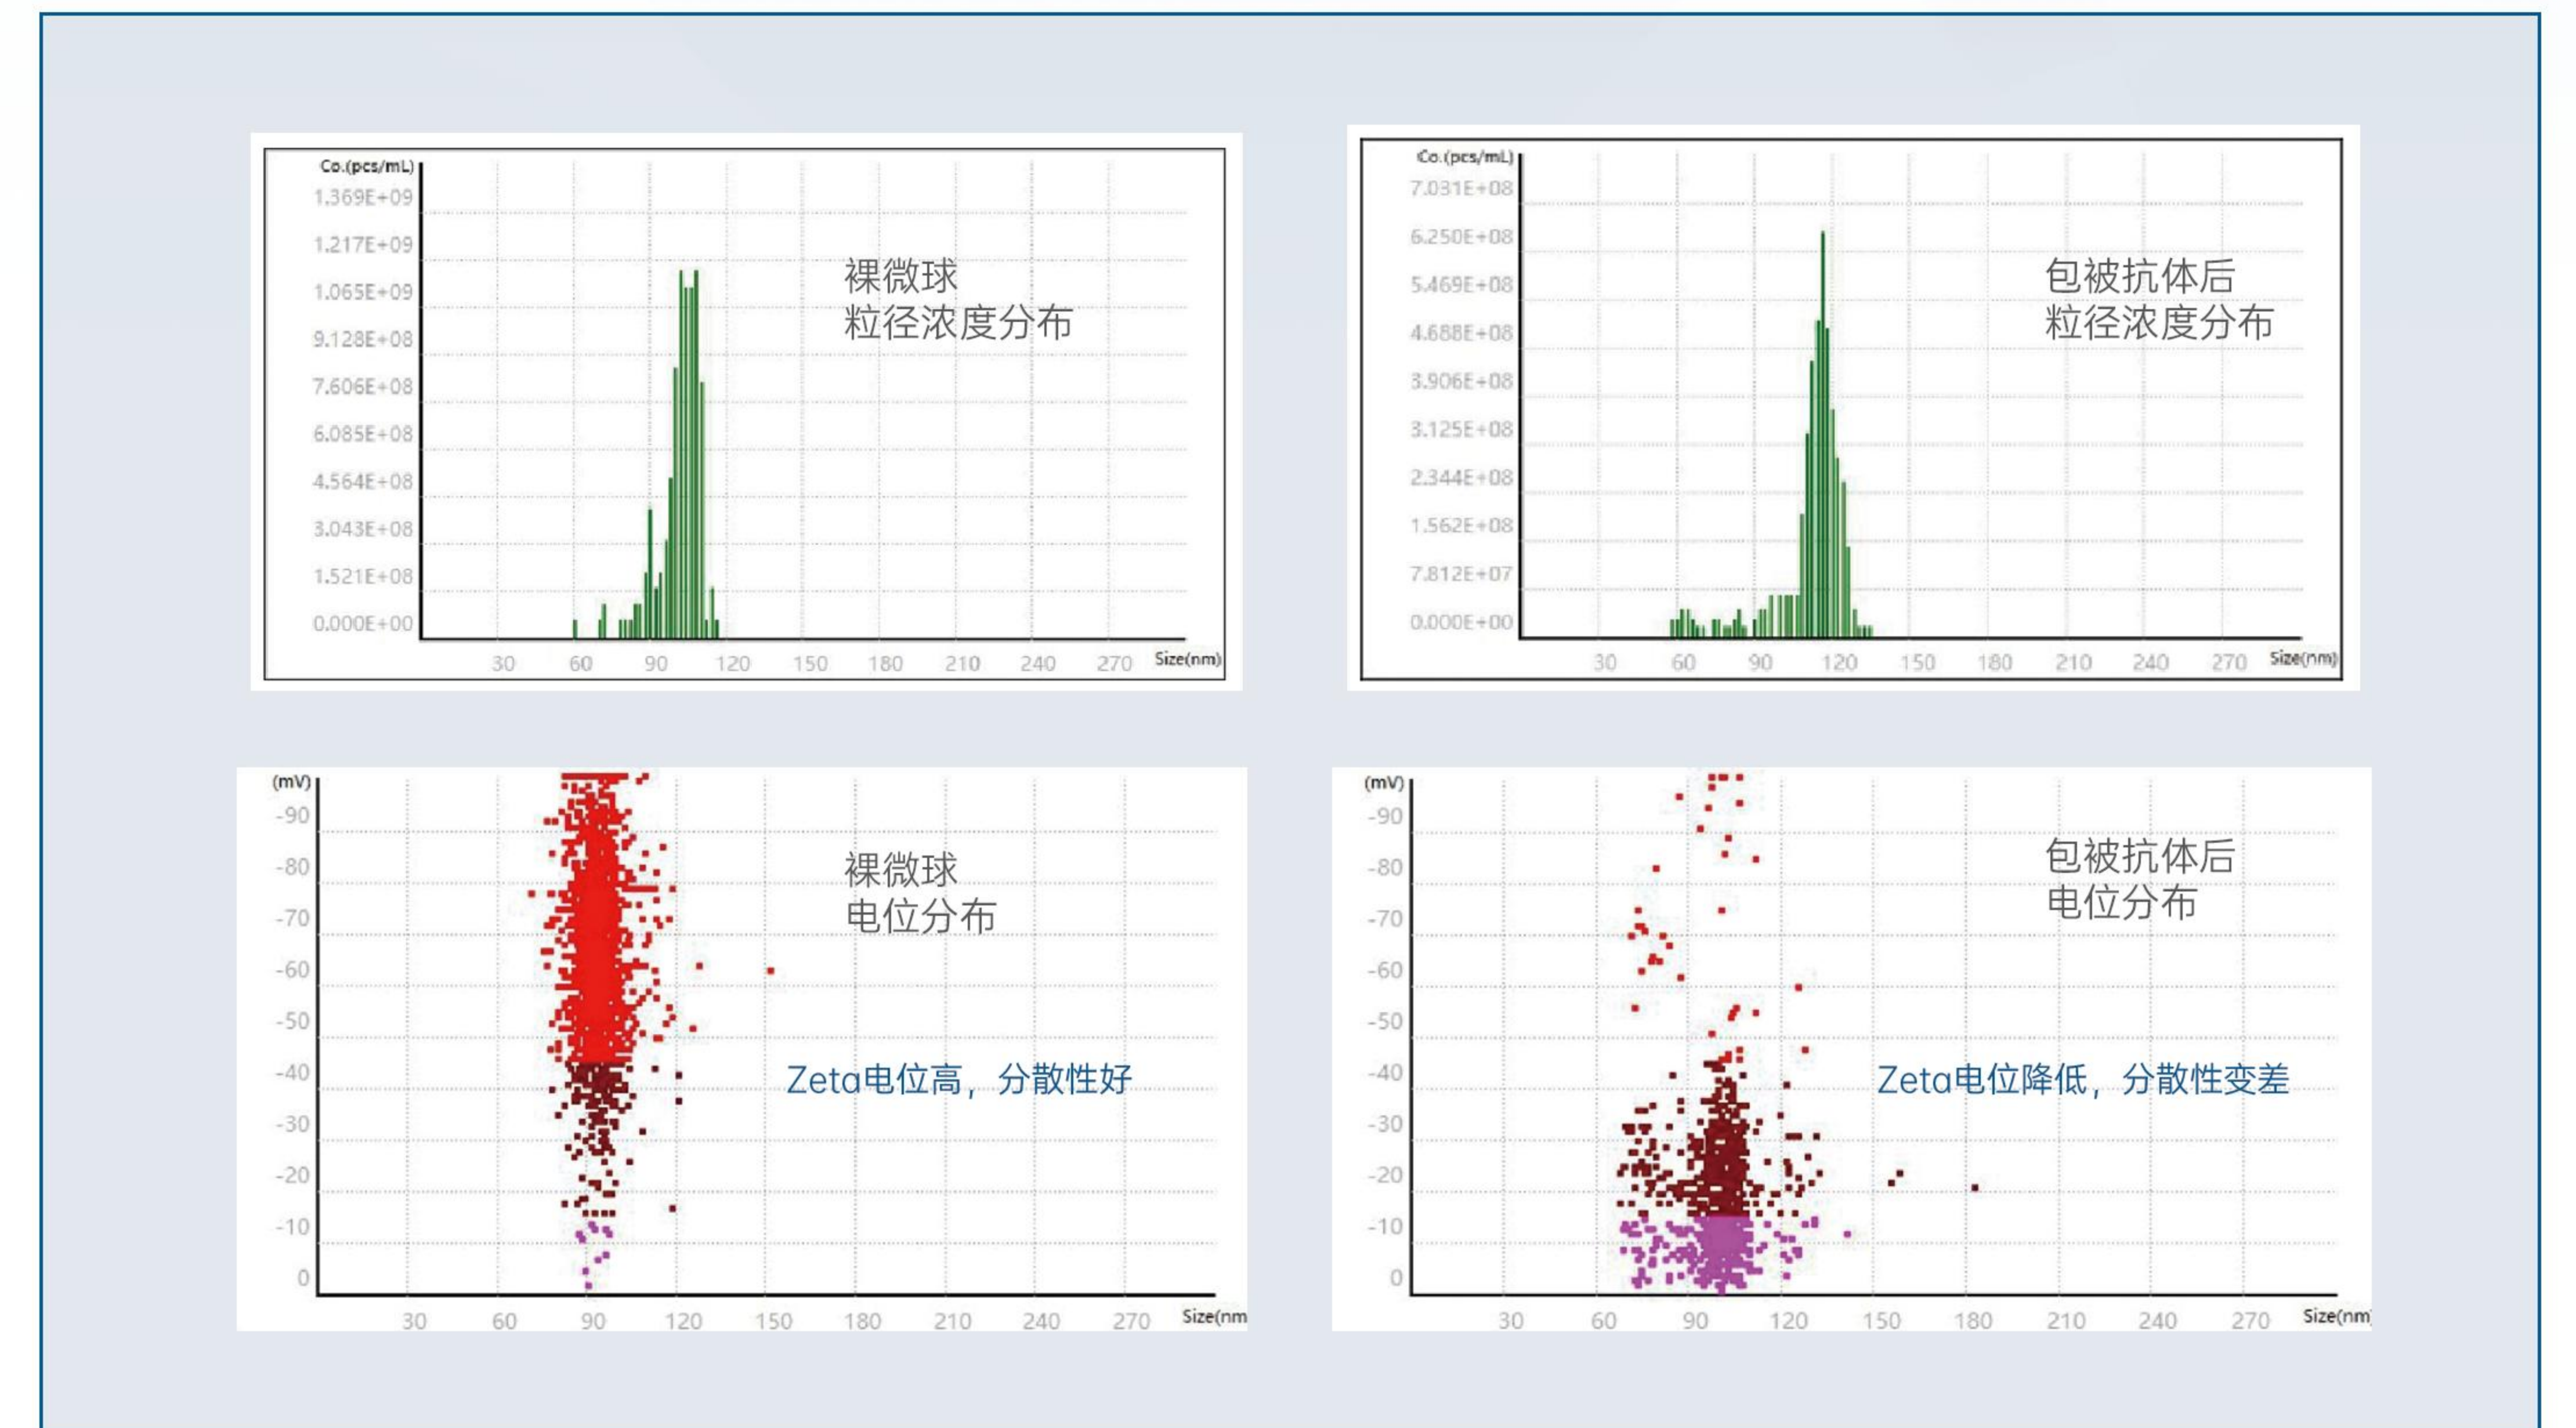 Co.(pcs/mL)
1.369E+09
1.217E+09
1.065E+09
9.128E+08
7.606E+08
6.085E+08
4.564E+08
3.043E+08
1.521E+08
0.000E+00
30 60 90 120 150 180 210 240 270 Size(nm)
裸微球
粒径浓度分布
Co.(pcs/mL)
7.031E+08
6.250E+08
5.469E+08
4.688E+08
3.906E+08
3.125E+08
2.344E+08
1.562E+08
7.812E+07
0.000E+00
30 60 90 120 150 180 210 240 270 Size(nm)
包被抗体后
粒径浓度分布
(mV)
-90
-80
-70
-60
-50
-40
-30
-20
-10
0
30 60 90 120 150 180 210 240 270 Size(nm
裸微球
电位分布
Zeta电位高，分散性好
(mV)
-90
-80
-70
-60
-50
-40
-30
-20
-10
0
30 60 90 120 150 180 210 240 270 Size(nm)
包被抗体后
电位分布
Zeta电位降低，分散性变差